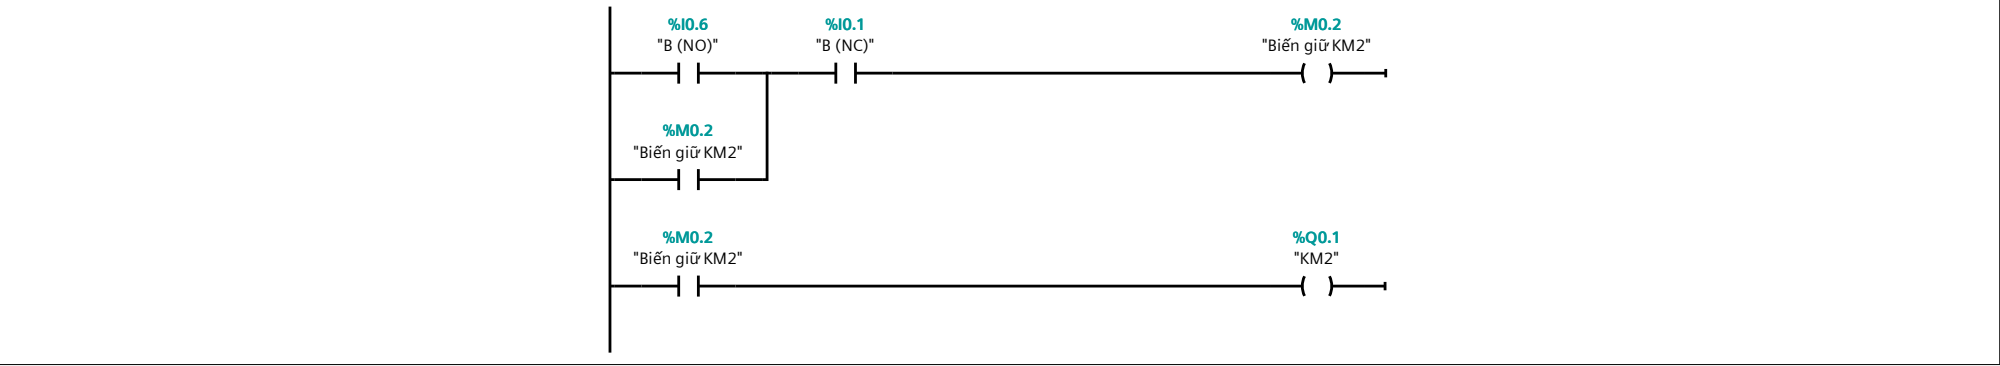 %I0.6 %I0.1 %M0.2
"B (NO)" "B (NC)" "Biến giữ KM2"
%M0.2
"Biến giữ KM2"
%M0.2 %Q0.1
"Biến giữ KM2" "KM2"